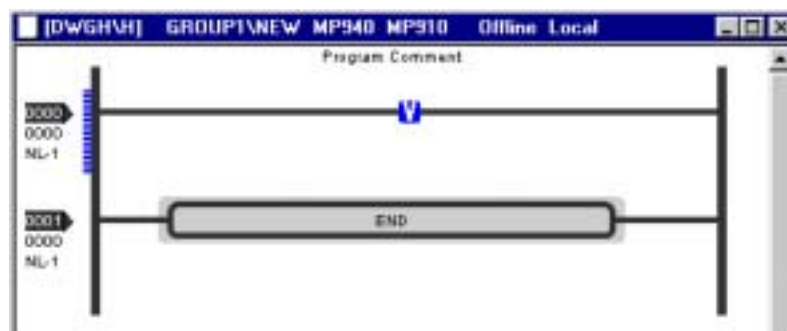 [DWGH\H] GROUP1\NEW MP940 MP910 Offline Local
Program Comment
0000
0000
NL-1
0001
END
0000
NL-1